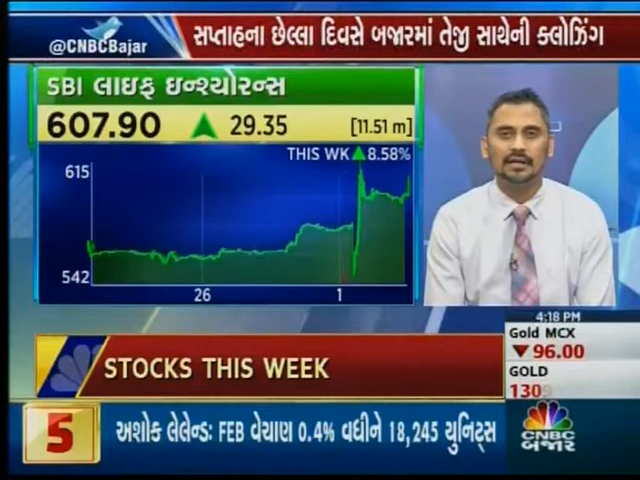 @CNBCBajar
સપ્તાહના છેલ્લા દિવસે બજારમાં તેજી સાથેની ક્લોઝિંગ
SBI લાઇફ ઇન્શ્યોરન્સ
607.90 ▲ 29.35 [11.51 m]
THIS WK ▲ 8.58%
615
542
26 1
4:18 PM
Gold MCX
▼ 96.00
GOLD
STOCKS THIS WEEK
5 અશોક લેલેન્ડ: FEB વેચાણ 0.4% વધીને 18,245 યુનિટ્સ
CNBC
બજાર